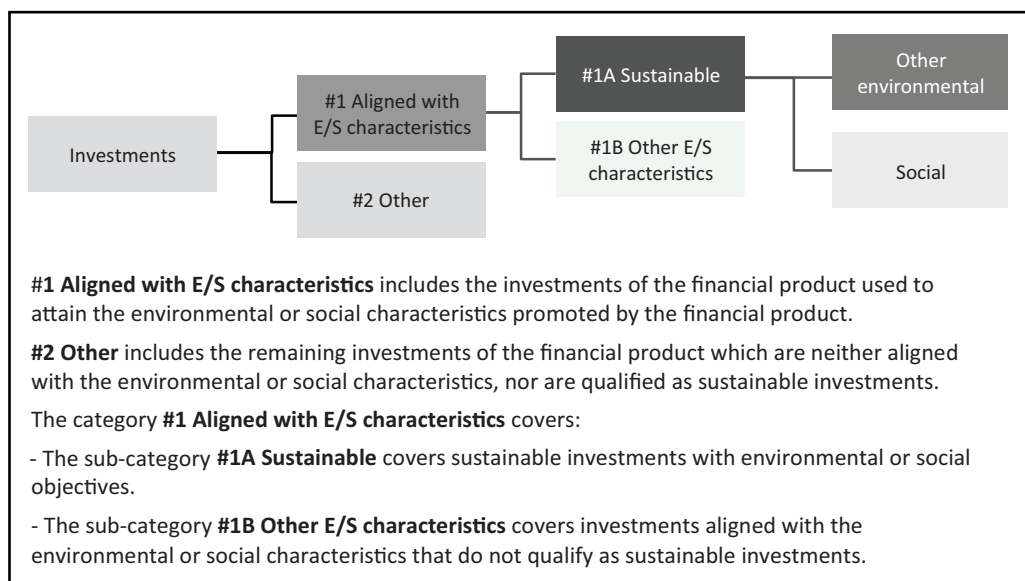 Investments
#1 Aligned with
E/S characteristics
#2 Other
#1A Sustainable
#1B Other E/S
characteristics
Other
environmental
Social
#1 Aligned with E/S characteristics includes the investments of the financial product used to
attain the environmental or social characteristics promoted by the financial product.
#2 Other includes the remaining investments of the financial product which are neither aligned
with the environmental or social characteristics, nor are qualified as sustainable investments.
The category #1 Aligned with E/S characteristics covers:
- The sub-category #1A Sustainable covers sustainable investments with environmental or social
objectives.
- The sub-category #1B Other E/S characteristics covers investments aligned with the
environmental or social characteristics that do not qualify as sustainable investments.